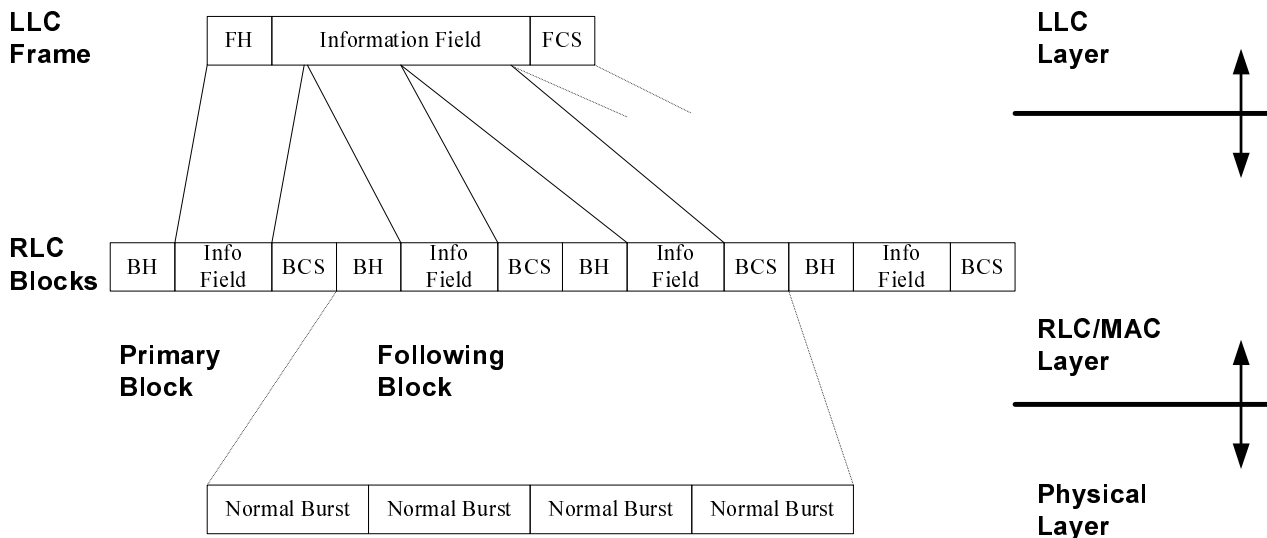 LLC
Frame
FH
Information Field
FCS
LLC
Layer
RLC
Blocks
BH
Info
Field
BCS
BH
Info
Field
BCS
BH
Info
Field
BCS
BH
Info
Field
BCS
Primary
Block
Following
Block
RLC/MAC
Layer
Normal Burst
Normal Burst
Normal Burst
Normal Burst
Physical
Layer